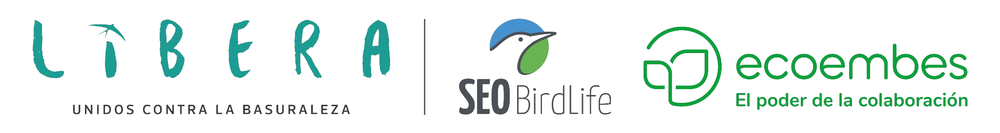 LIBERA
UNIDOS CONTRA LA BASURALEZA
SEO BirdLife
ecoembes
El poder de la colaboración